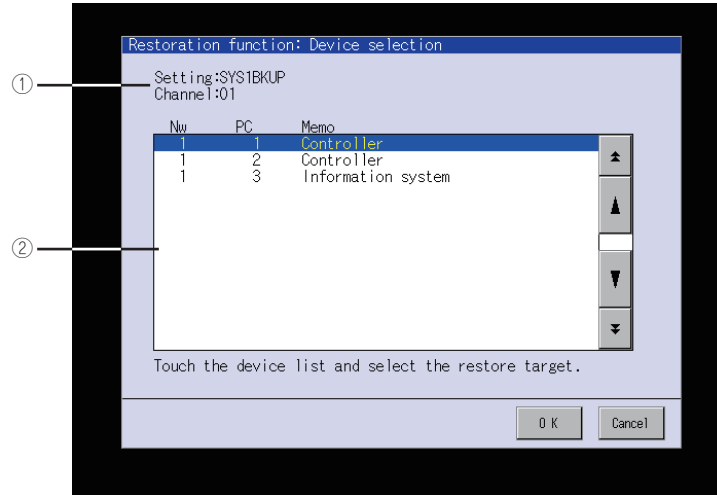 Restoration function: Device selection
① Setting:SYS1BKUP
Channel:01
Nw PC Memo
1 1 Controller
1 2 Controller
1 3 Information system
②
Touch the device list and select the restore target.
O K Cancel